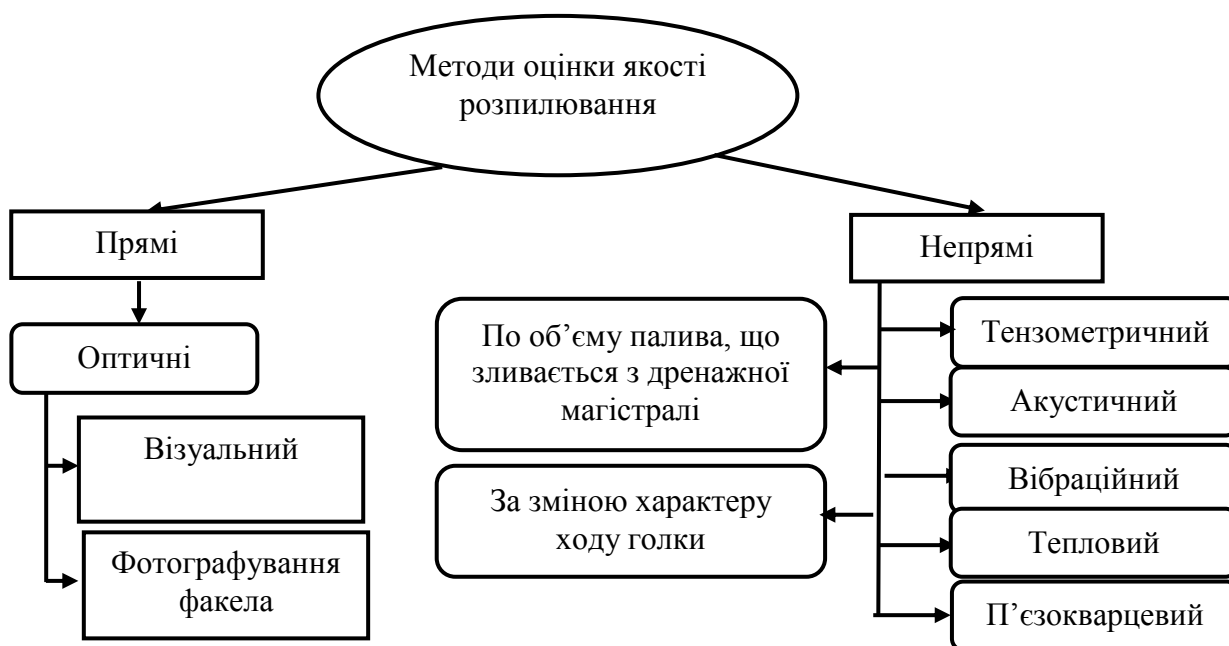 Методи оцінки якості
розпилювання
Прямі
Непрямі
Оптичні
Візуальний
Фотографування
факела
По об’єму палива, що
зливається з дренажної
магістралі
За зміною характеру
ходу голки
Тензометричний
Акустичний
Вібраційний
Тепловий
П’єзокварцевий